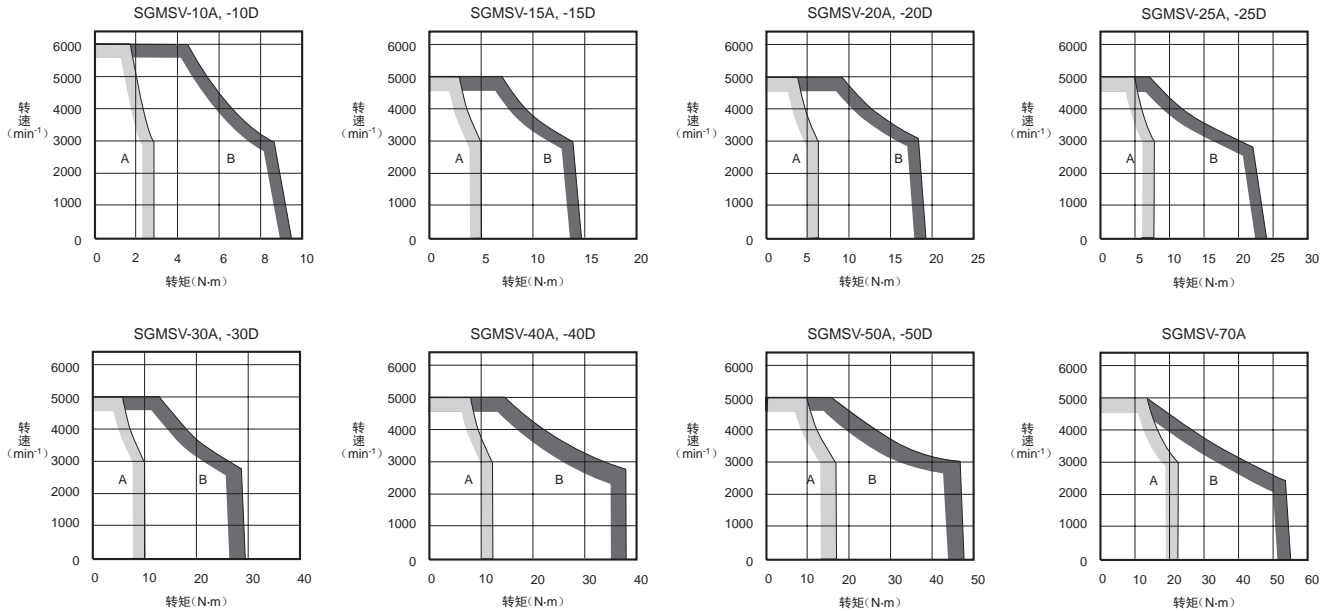 SGMSV-10A, -10D
6000
5000
4000
3000
2000
1000
0
转速
(min-1)
A
B
0 2 4 6 8 10
转矩(N·m)
SGMSV-15A, -15D
6000
5000
4000
3000
2000
1000
0
转速
(min-1)
A
B
0 5 10 15 20
转矩(N·m)
SGMSV-20A, -20D
6000
5000
4000
3000
2000
1000
0
转速
(min-1)
A
B
0 5 10 15 20 25
转矩(N·m)
SGMSV-25A, -25D
6000
5000
4000
3000
2000
1000
0
转速
(min-1)
A
B
0 5 10 15 20 25 30
转矩(N·m)
SGMSV-30A, -30D
6000
5000
4000
3000
2000
1000
0
转速
(min-1)
A
B
0 10 20 30 40
转矩(N·m)
SGMSV-40A, -40D
6000
5000
4000
3000
2000
1000
0
转速
(min-1)
A
B
0 10 20 30 40
转矩(N·m)
SGMSV-50A, -50D
6000
5000
4000
3000
2000
1000
0
转速
(min-1)
A
B
0 10 20 30 40 50
转矩(N·m)
SGMSV-70A
6000
5000
4000
3000
2000
1000
0
转速
(min-1)
A
B
0 10 20 30 40 50 60
转矩(N·m)